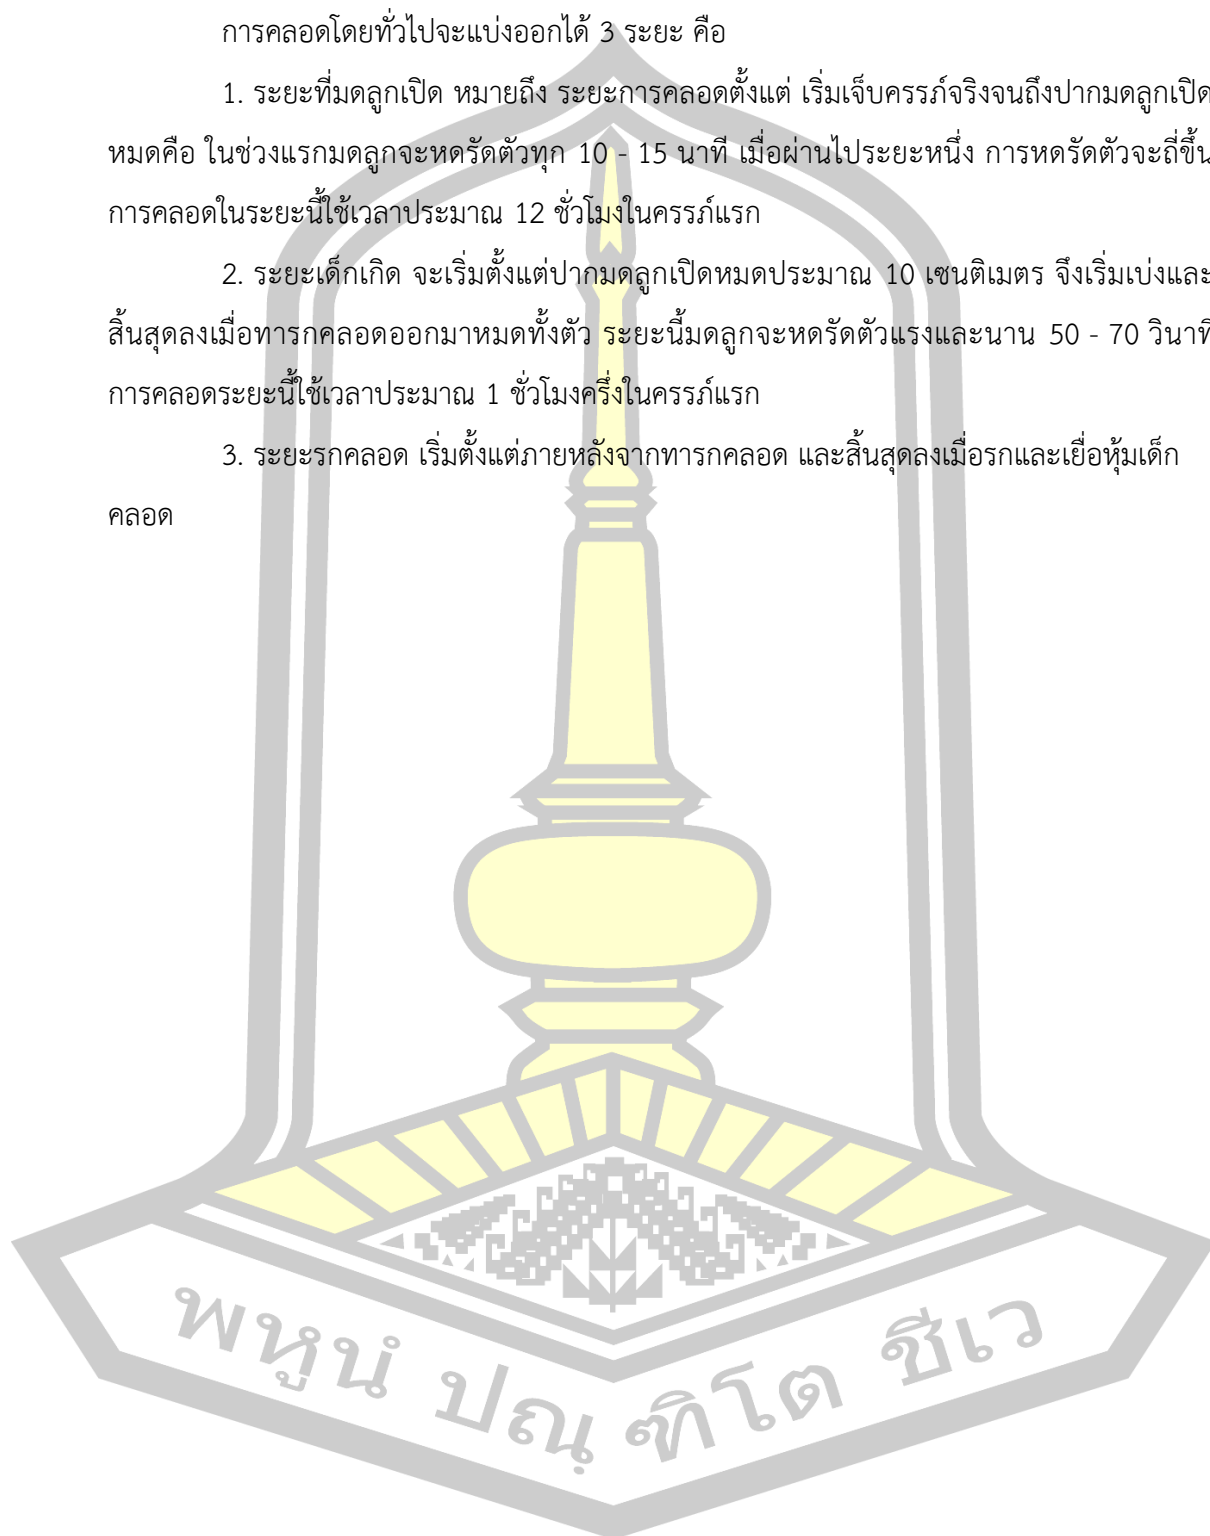 การคลอดโดยทั่วไปจะแบ่งออกได้ 3 ระยะ คือ
1. ระยะที่มดลูกเปิด หมายถึง ระยะการคลอดตั้งแต่ เริ่มเจ็บครรภ์จริงจนถึงปากมดลูกเปิด
หมดคือ ในช่วงแรกมดลูกจะหดรัดตัวทุก 10 - 15 นาที เมื่อผ่านไประยะหนึ่ง การหดรัดตัวจะถี่ขึ้น
การคลอดในระยะนี้ใช้เวลาประมาณ 12 ชั่วโมงในครรภ์แรก
2. ระยะเด็กเกิด จะเริ่มตั้งแต่ปากมดลูกเปิดหมดประมาณ 10 เซนติเมตร จึงเริ่มเบ่งและ
สิ้นสุดลงเมื่อทารกคลอดออกมาหมดทั้งตัว ระยะนี้มดลูกจะหดรัดตัวแรงและนาน 50 - 70 วินาที
การคลอดระยะนี้ใช้เวลาประมาณ 1 ชั่วโมงครึ่งในครรภ์แรก
3. ระยะรกคลอด เริ่มตั้งแต่ภายหลังจากทารกคลอด และสิ้นสุดลงเมื่อรกและเยื่อหุ้มเด็ก
คลอด
พหูนํ ปณฺ ฑิโต ชีเว